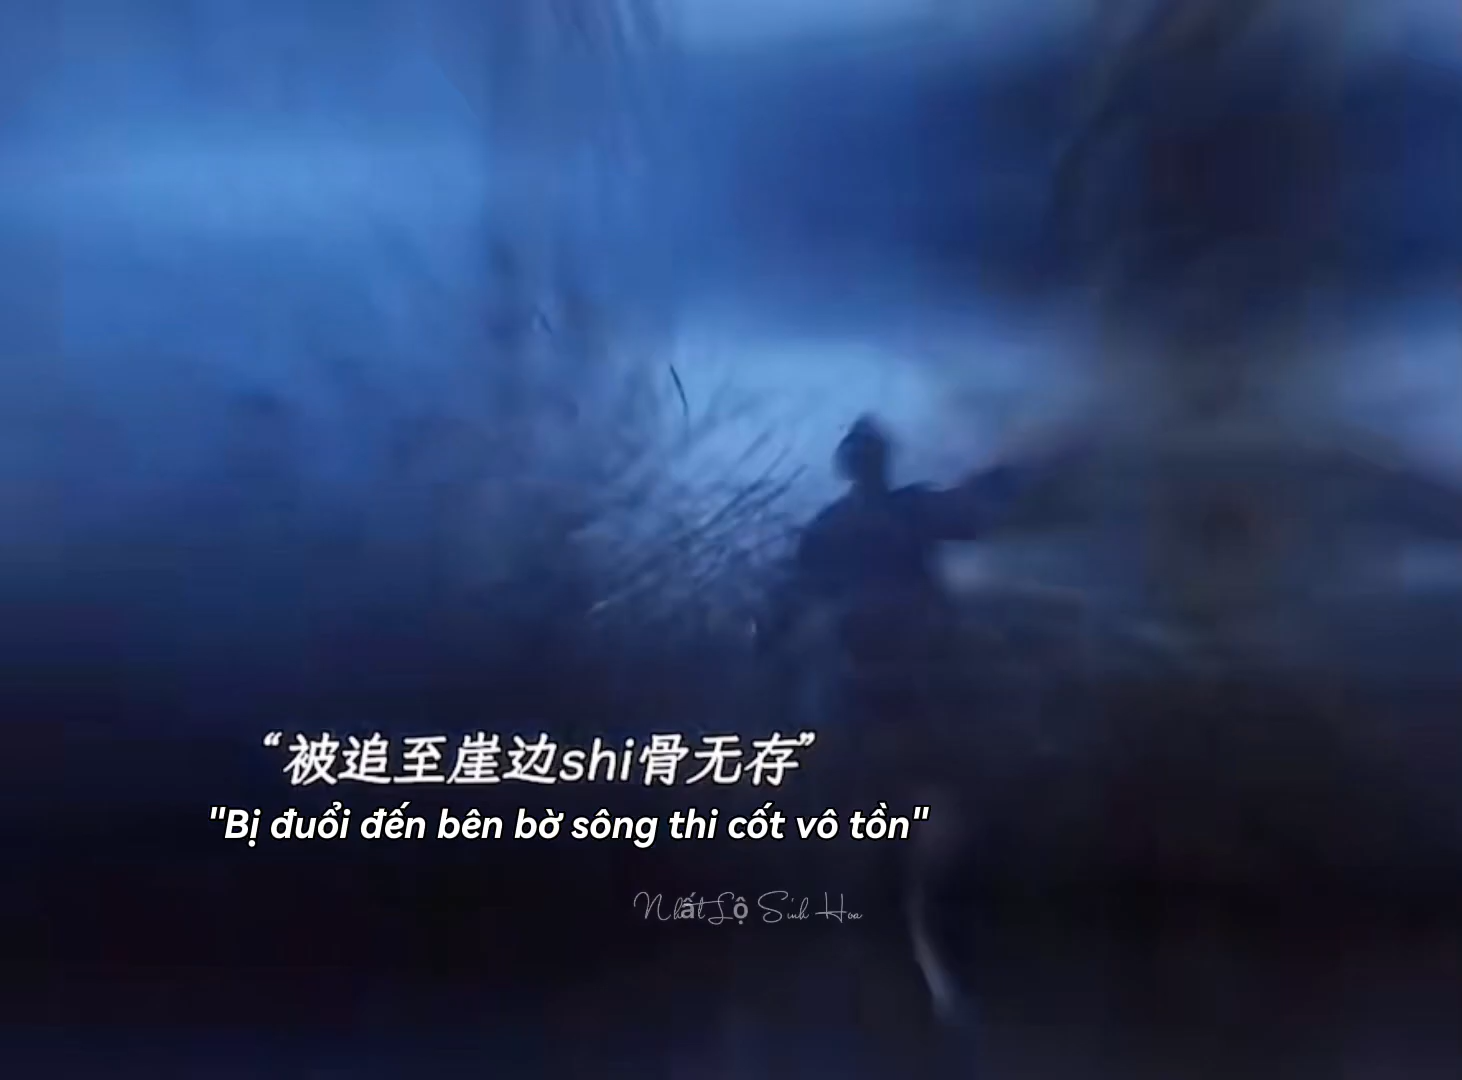 “被追至崖边shi骨无存”
"Bị đuổi đến bên bờ sông thi cốt vô tồn"
Nhất Lộ Sinh Hoa